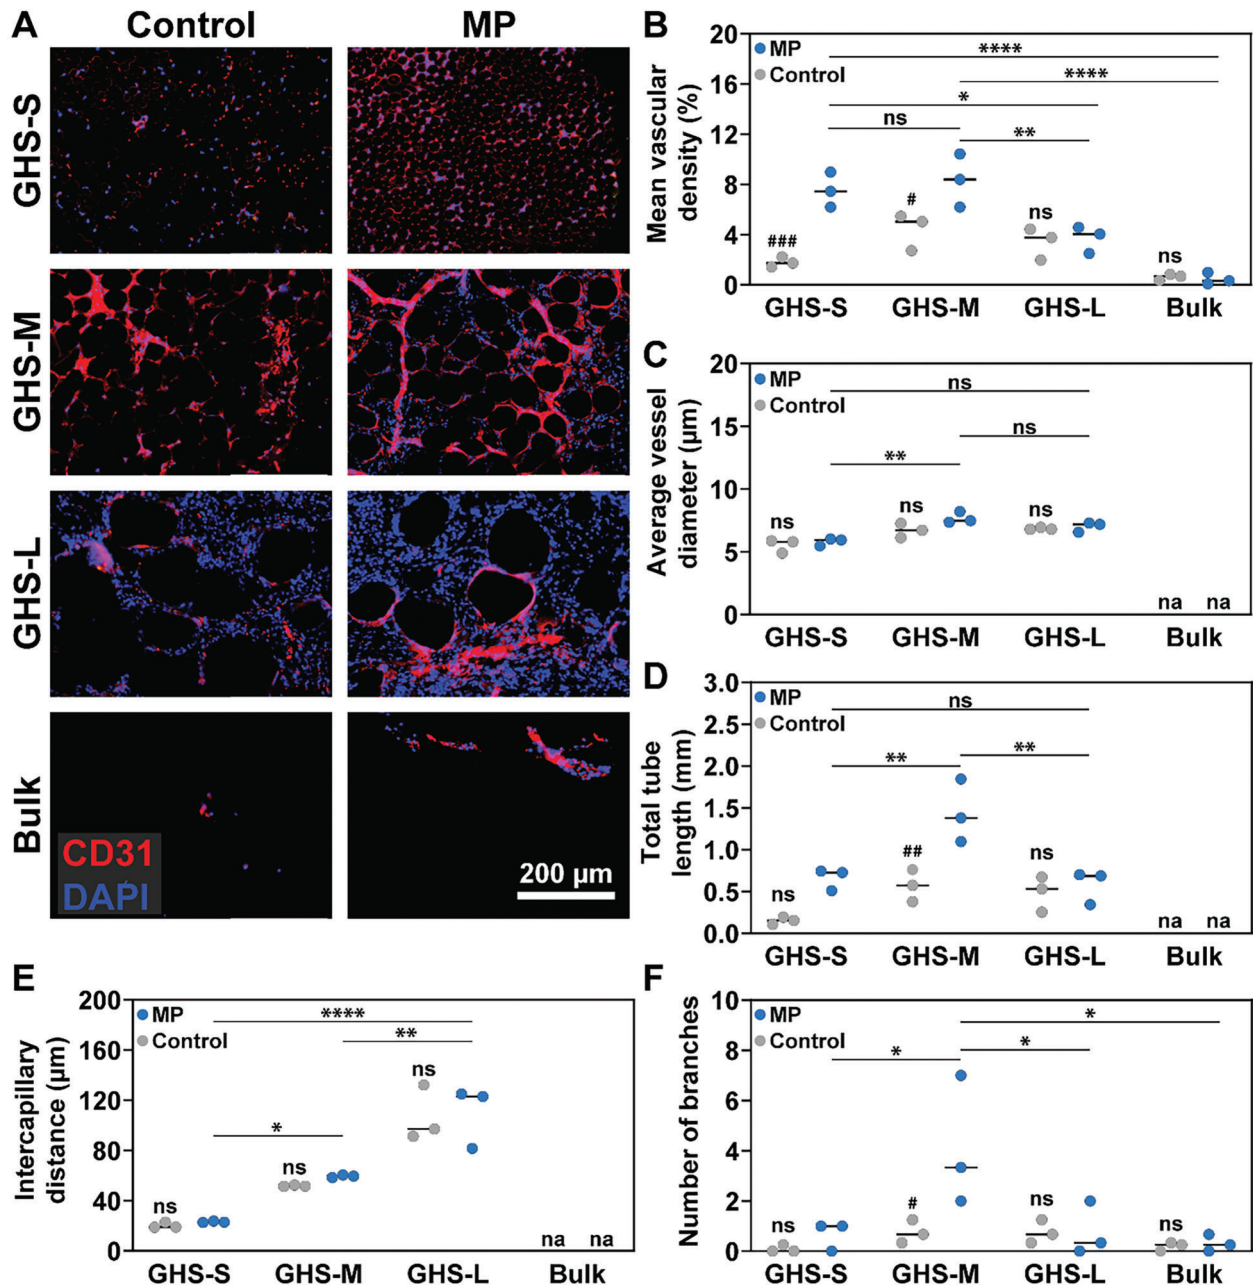 A Control MP
GHS-S
GHS-M
GHS-L
Bulk
CD31
DAPI
200 µm
B
Mean vascular
density (%)
20
16
12
8
4
0
MP
Control
****
****
*
ns
**
###
#
ns
ns
GHS-S GHS-M GHS-L Bulk
C
Average vessel
diameter (µm)
20
15
10
5
0
MP
Control
ns
ns
**
ns
ns
ns
na na
GHS-S GHS-M GHS-L Bulk
D
Total tube
length (mm)
3.0
2.5
2.0
1.5
1.0
0.5
0.0
MP
Control
ns
** **
ns
##
ns
na na
GHS-S GHS-M GHS-L Bulk
E
Intercapillary
distance (µm)
200
160
120
80
40
0
MP
Control
****
**
*
ns
ns
ns
na na
GHS-S GHS-M GHS-L Bulk
F
Number of branches
10
8
6
4
2
0
MP
Control
*
*
*
ns
#
ns
ns
GHS-S GHS-M GHS-L Bulk